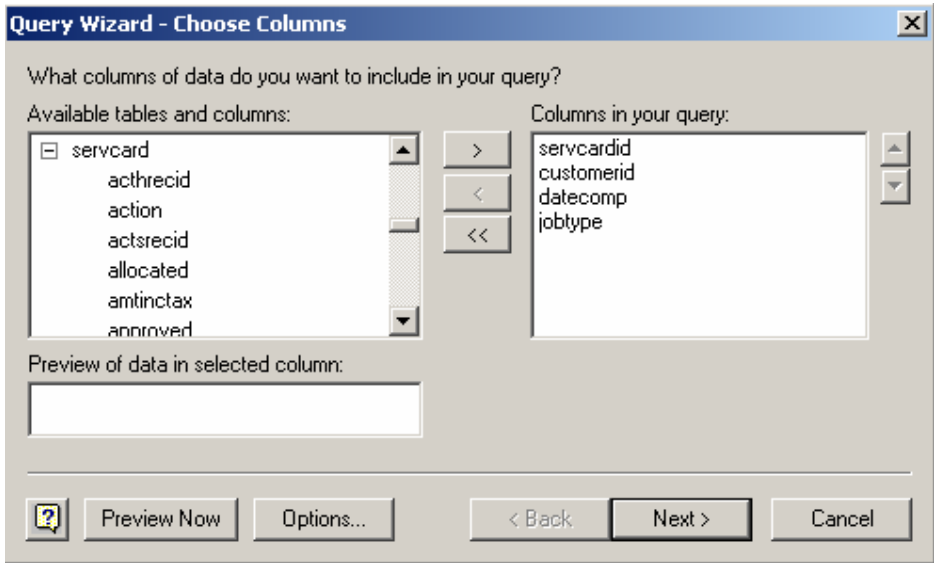 Query Wizard - Choose Columns
What columns of data do you want to include in your query?
Available tables and columns:
Columns in your query:
servcard
acthrecid
action
actsrecid
allocated
amtinctax
approved
>
<
<<
servcardid
customerid
datecomp
jobtype
Preview of data in selected column:
Preview Now
Options...
< Back
Next >
Cancel